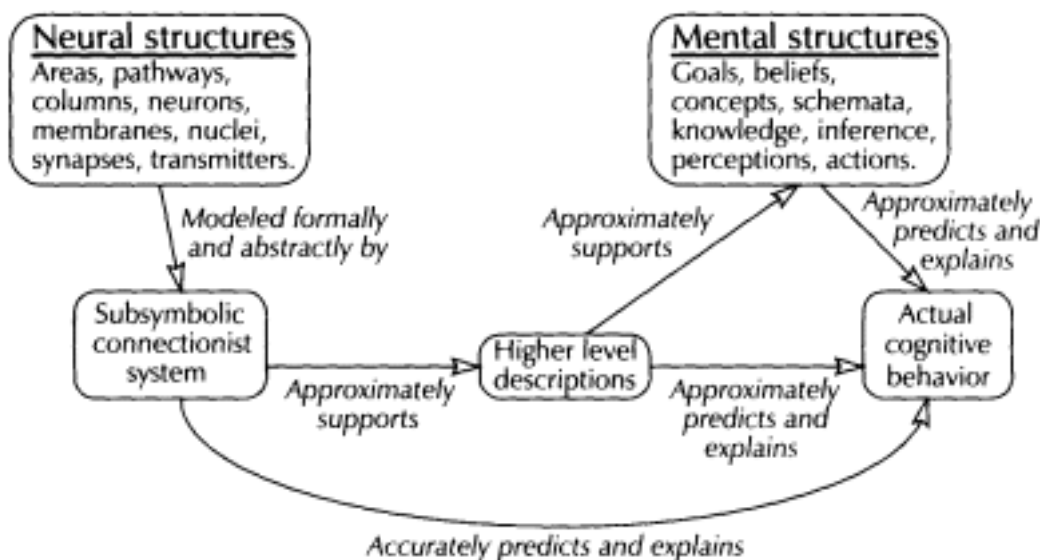 Neural structures
Areas, pathways,
columns, neurons,
membranes, nuclei,
synapses, transmitters.
Mental structures
Goals, beliefs,
concepts, schemata,
knowledge, inference,
perceptions, actions.
Modeled formally
and abstractly by
Approximately
supports
Approximately
predicts and
explains
Subsymbolic
connectionist
system
Approximately
supports
Higher level
descriptions
Approximately
predicts and
explains
Actual
cognitive
behavior
Accurately predicts and explains